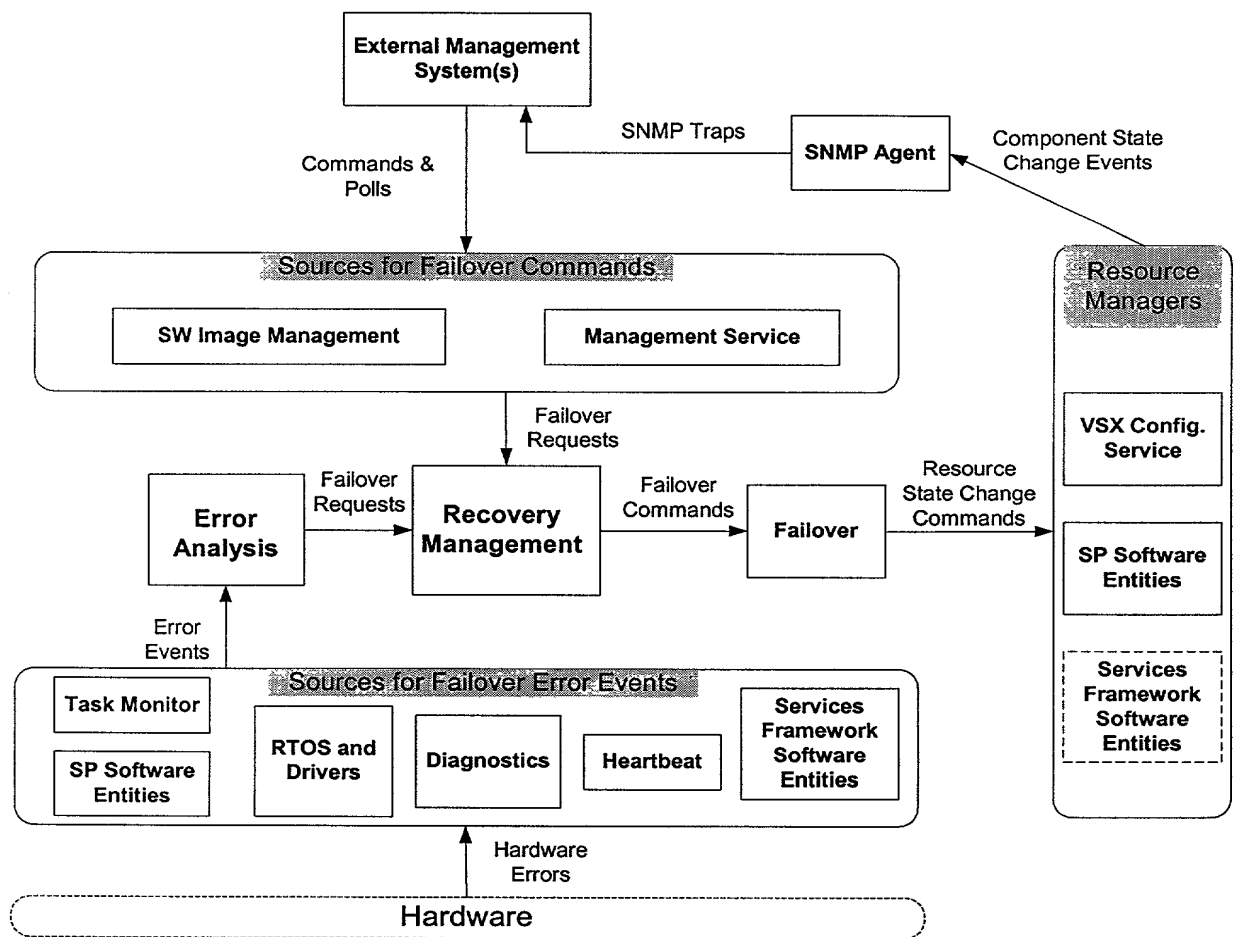 External Management
System(s)
SNMP Traps
SNMP Agent
Component State
Change Events
Commands &
Polls
Sources for Failover Commands
SW Image Management
Management Service
Resource
Managers
VSX Config.
Service
SP Software
Entities
Services
Framework
Software
Entities
Failover
Requests
Error
Analysis
Failover
Requests
Recovery
Management
Failover
Commands
Failover
Resource
State Change
Commands
Error
Events
Sources for Failover Error Events
Task Monitor
SP Software
Entities
RTOS and
Drivers
Diagnostics
Heartbeat
Services
Framework
Software
Entities
Hardware
Errors
Hardware